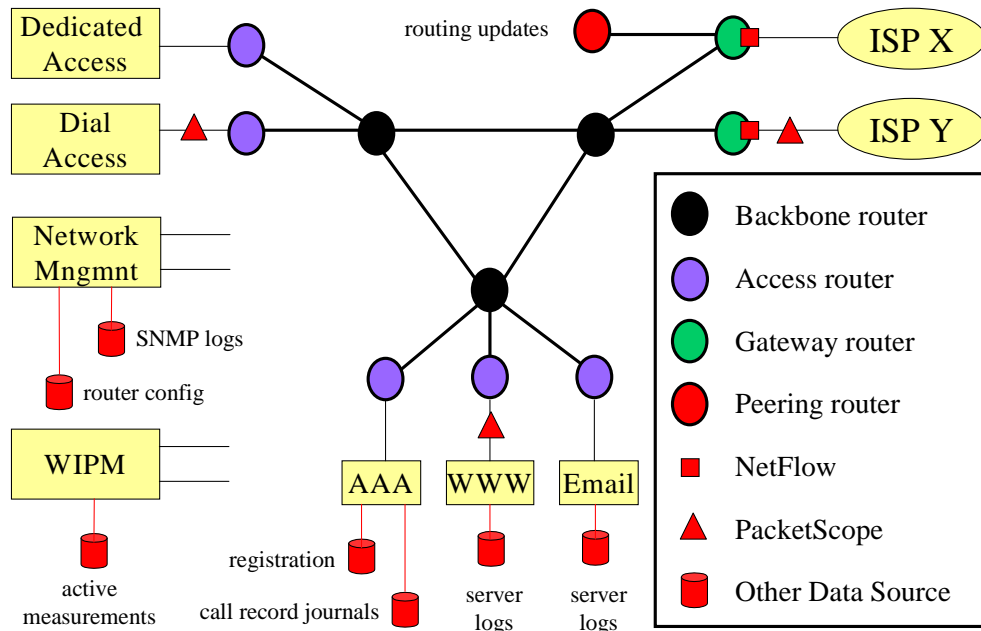 Dedicated
Access
routing updates
ISP X
Dial
Access
ISP Y
Network
Mngmnt
SNMP logs
router config
WIPM
active
measurements
AAA
WWW
Email
registration
call record journals
server
logs
server
logs
Backbone router
Access router
Gateway router
Peering router
NetFlow
PacketScope
Other Data Source